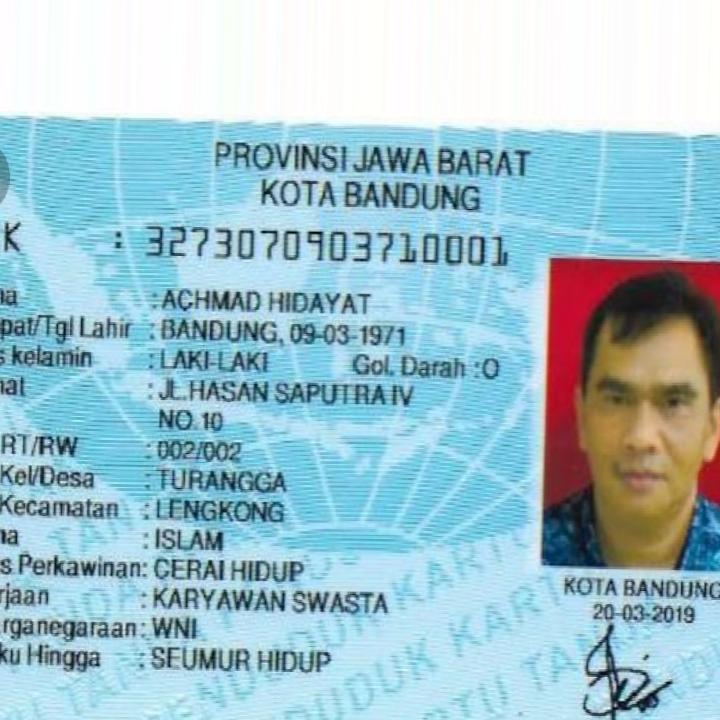 PROVINSI JAWA BARAT
KOTA BANDUNG
K : 3273070903710001
na : ACHMAD HIDAYAT
pat/Tgl Lahir : BANDUNG, 09-03-1971
s kelamin : LAKI-LAKI Gol. Darah : O
nat : JL.HASAN SAPUTRA IV
NO.10
RT/RW : 002/002
Kel/Desa : TURANGGA
Kecamatan : LENGKONG
na : ISLAM
s Perkawinan: CERAI HIDUP
rjaan : KARYAWAN SWASTA
arganegaraan: WNI
ku Hingga : SEUMUR HIDUP
KOTA BANDUNG
20-03-2019